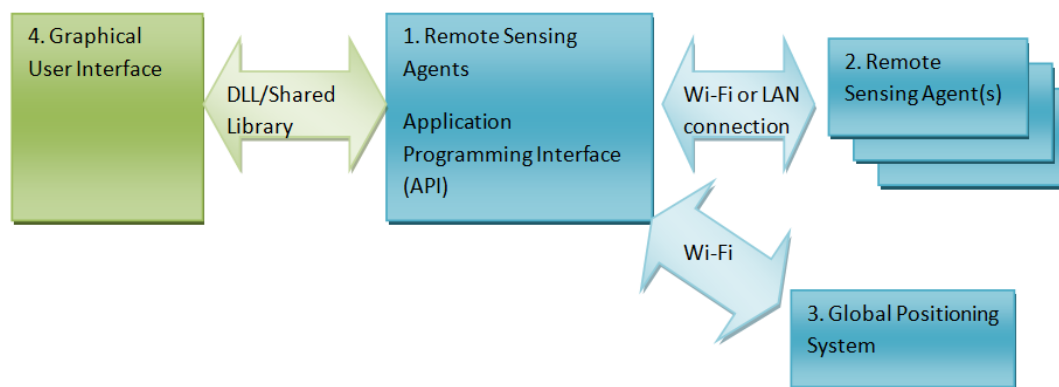 4. Graphical
User Interface
DLL/Shared
Library
1. Remote Sensing
Agents
Application
Programming Interface
(API)
Wi-Fi or LAN
connection
2. Remote
Sensing Agent(s)
Wi-Fi
3. Global Positioning
System